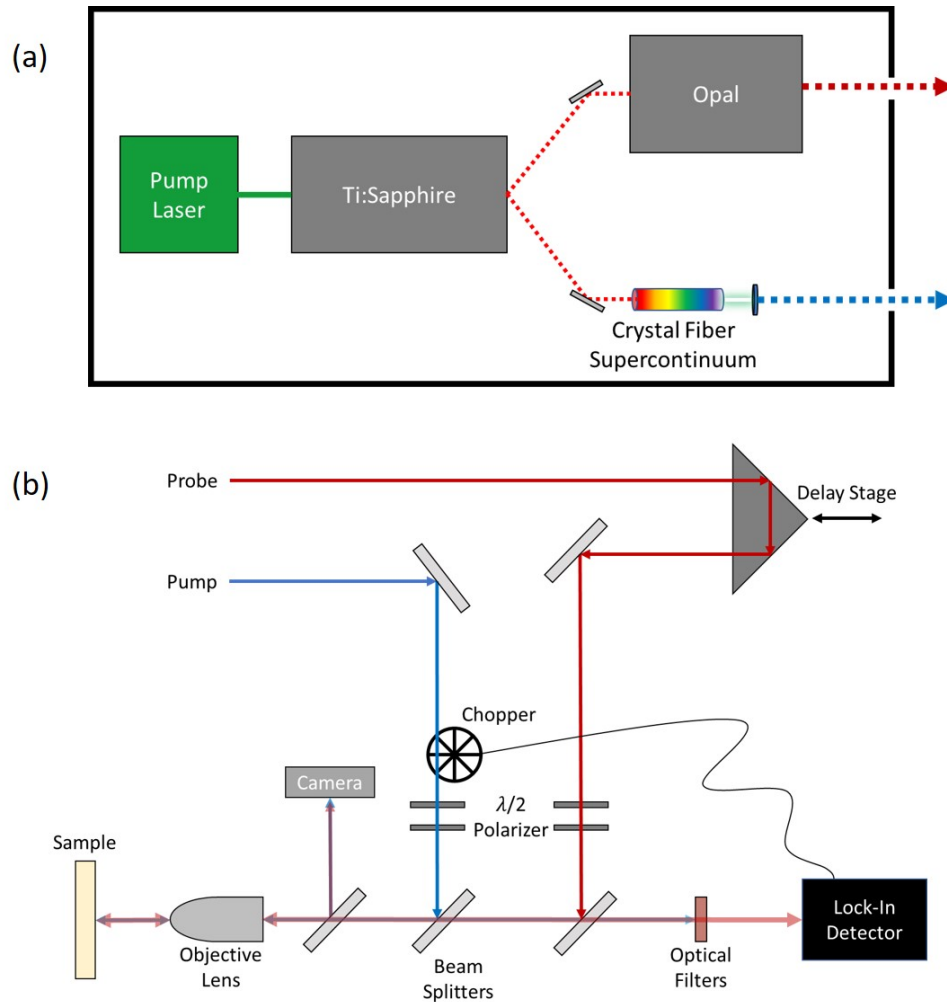 (a)
Opal
Pump
Laser
Ti:Sapphire
Crystal Fiber
Supercontinuum
(b)
Probe
Delay Stage
Pump
Chopper
Camera
λ/2
Polarizer
Sample
Objective
Lens
Beam
Splitters
Optical
Filters
Lock-In
Detector